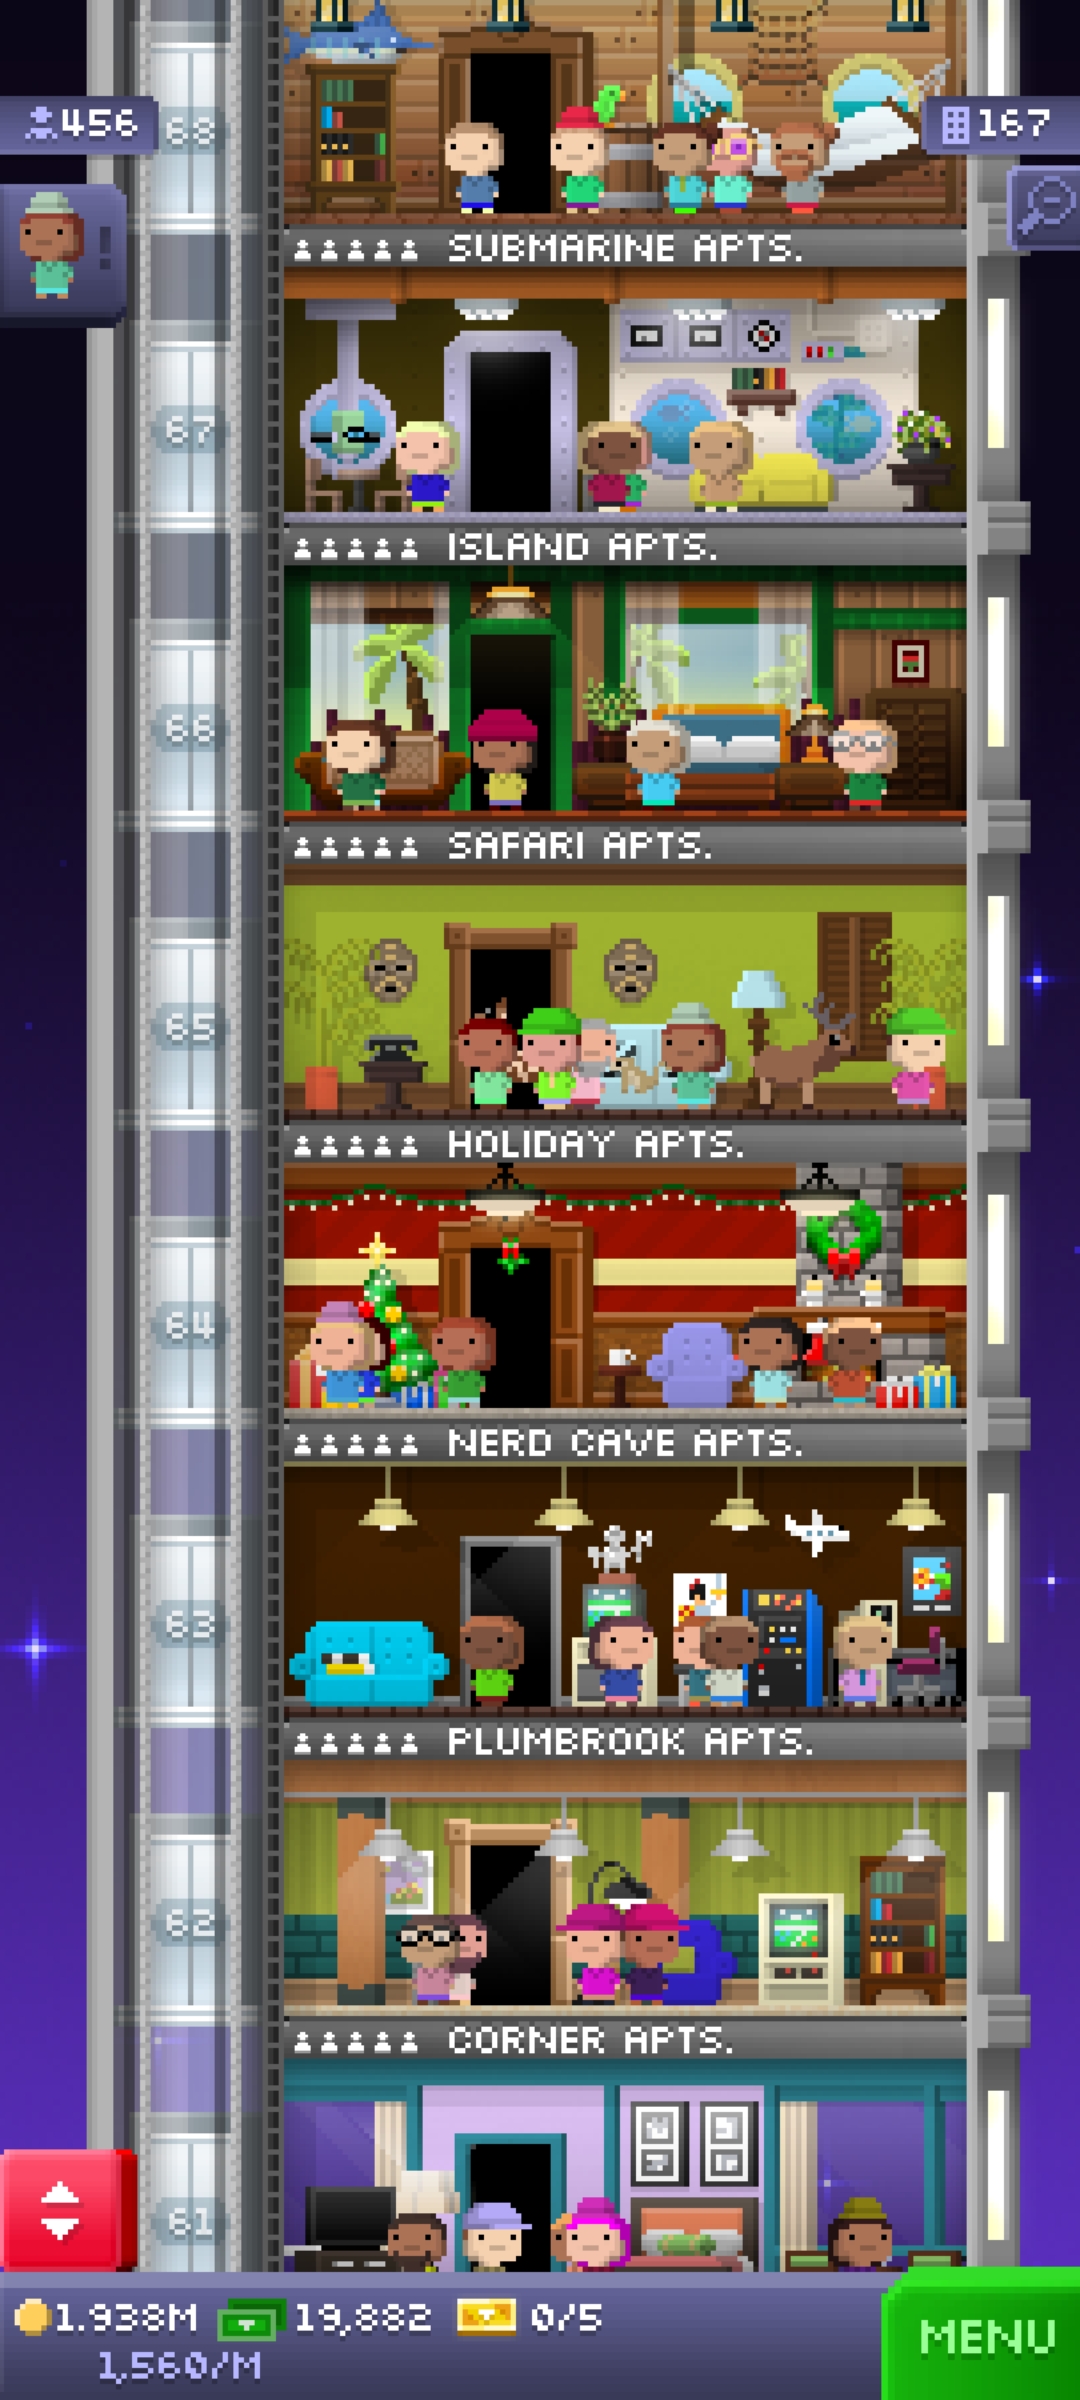 456
68
167
!
SUBMARINE APTS.
67
ISLAND APTS.
66
SAFARI APTS.
65
HOLIDAY APTS.
64
NERD CAVE APTS.
63
PLUMBROOK APTS.
62
CORNER APTS.
61
1.938M 19,882 0/5
1,560/M
MENU